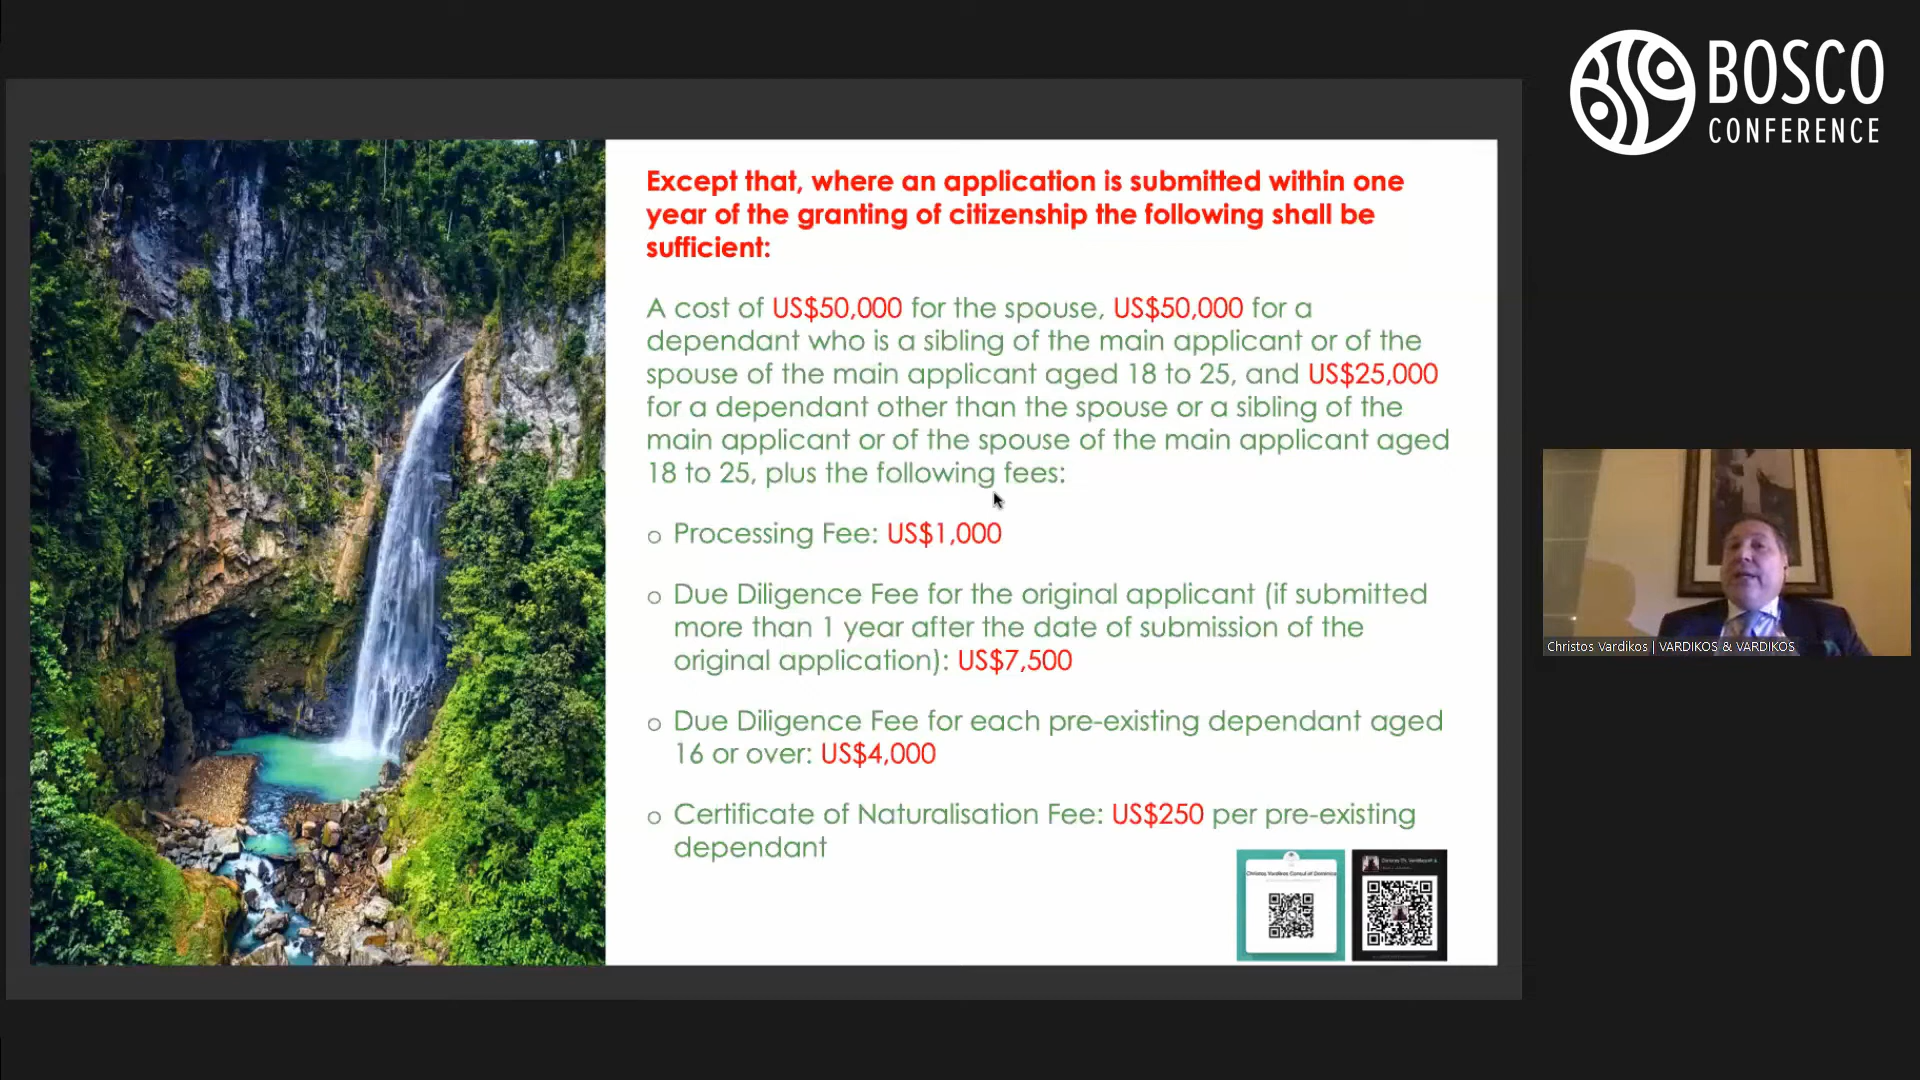 BOSCO
CONFERENCE
Except that, where an application is submitted within one
year of the granting of citizenship the following shall be
sufficient:
A cost of US$50,000 for the spouse, US$50,000 for a
dependant who is a sibling of the main applicant or of the
spouse of the main applicant aged 18 to 25, and US$25,000
for a dependant other than the spouse or a sibling of the
main applicant or of the spouse of the main applicant aged
18 to 25, plus the following fees:
o Processing Fee: US$1,000
o Due Diligence Fee for the original applicant (if submitted
more than 1 year after the date of submission of the
original application): US$7,500
o Due Diligence Fee for each pre-existing dependant aged
16 or over: US$4,000
o Certificate of Naturalisation Fee: US$250 per pre-existing
dependant
Christos Vardikos Consul of Dominica
Christos Vardikos | VARDIKOS & VARDIKOS